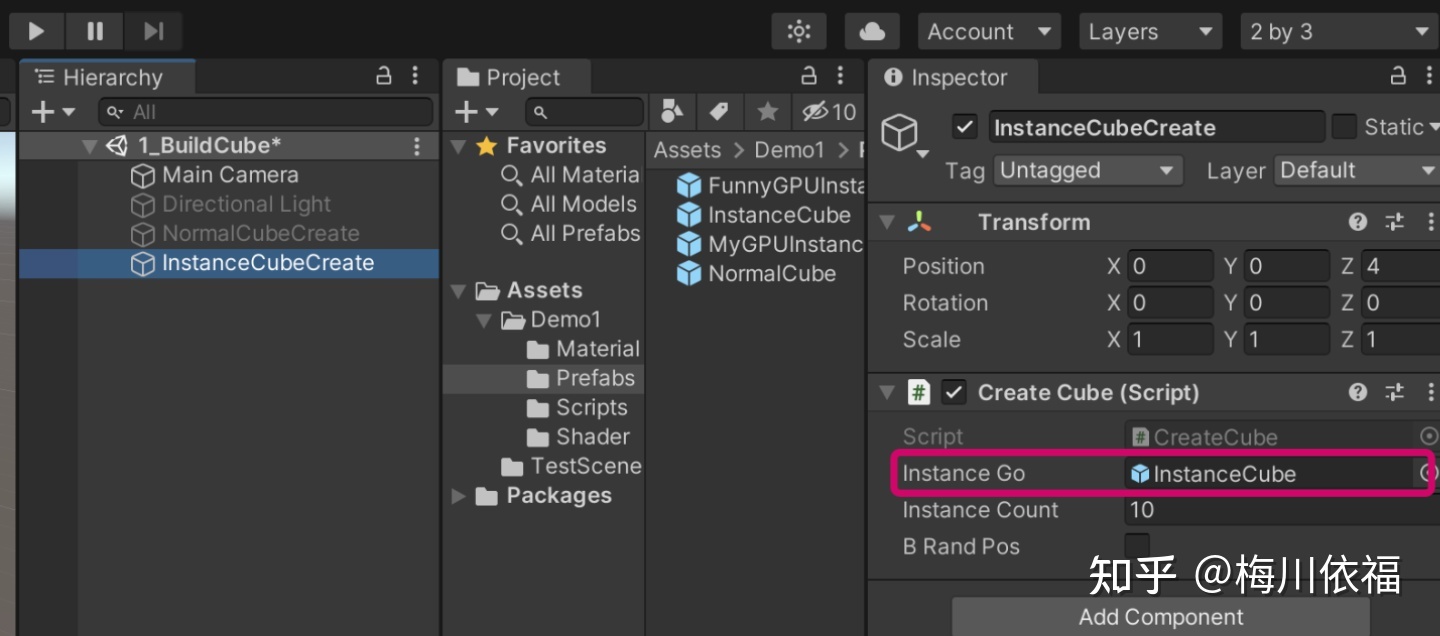 Account
Layers
2 by 3
Hierarchy
All
1_BuildCube*
Main Camera
Directional Light
NormalCubeCreate
InstanceCubeCreate
Project
10
Favorites
All Materia
All Models
All Prefabs
Assets
Demo1
Material
Prefabs
Scripts
Shader
TestScene
Packages
Assets > Demo1 >
FunnyGPUInsta
InstanceCube
MyGPUInstanc
NormalCube
Inspector
InstanceCubeCreate
Static
Tag Untagged Layer Default
Transform
Position X 0 Y 0 Z 4
Rotation X 0 Y 0 Z 0
Scale X 1 Y 1 Z 1
# Create Cube (Script)
Script # CreateCube
Instance Go InstanceCube
Instance Count 10
B Rand Pos
Add Component
知乎 @梅川依福